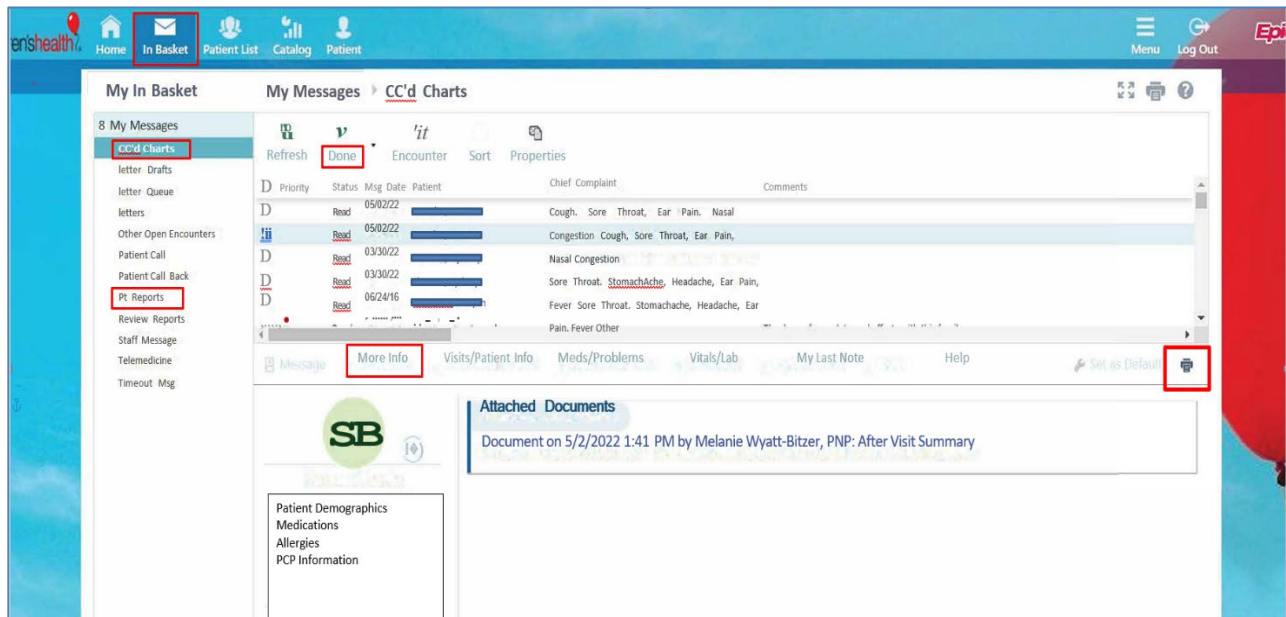 en'shealth
Home In Basket Patient List Catalog Patient Menu Log Out
My In Basket
8 My Messages
CC'd Charts
letter Drafts
letter Queue
letters
Other Open Encounters
Patient Call
Patient Call Back
Pt Reports
Review Reports
Staff Message
Telemedicine
Timeout Msg
My Messages CC'd Charts
Refresh Done Encounter Sort Properties
D Priority Status Msg Date Patient Chief Complaint Comments
D Read 05/02/22 Cough. Sore Throat, Ear Pain. Nasal
Read 05/02/22 Congestion Cough, Sore Throat, Ear Pain,
D Read 03/30/22 Nasal Congestion
D Read 03/30/22 Sore Throat. StomachAche, Headache, Ear Pain,
D Read 06/24/16 Fever Sore Throat. Stomachache, Headache, Ear
Pain. Fever Other
Message More Info Visits/Patient Info Meds/Problems Vitals/Lab My Last Note Help Set as Default
SB
Patient Demographics
Medications
Allergies
PCP Information
Attached Documents
Document on 5/2/2022 1:41 PM by Melanie Wyatt-Bitzer, PNP: After Visit Summary